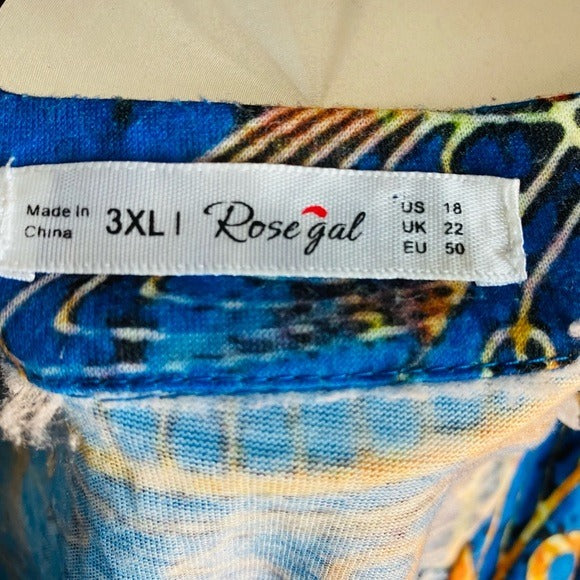 Made In
China
3XL I
Rosegal
US 18
UK 22
EU 50